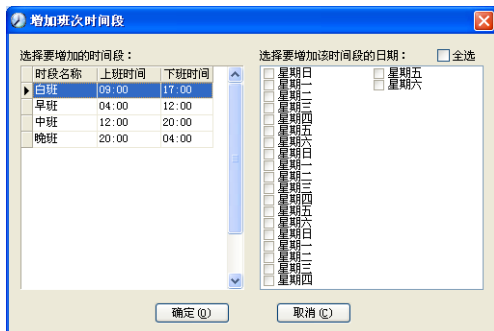 增加班次时间段
选择要增加的时间段：
时段名称 上班时间 下班时间
白班 09:00 17:00
早班 04:00 12:00
中班 12:00 20:00
晚班 20:00 04:00
选择要增加该时间段的日期： 全选
星期日
星期一
星期二
星期三
星期四
星期五
星期六
星期日
星期一
星期二
星期三
星期四
星期五
星期六
星期日
星期一
星期二
星期三
星期四
星期五
星期六
确定(O) 取消(C)